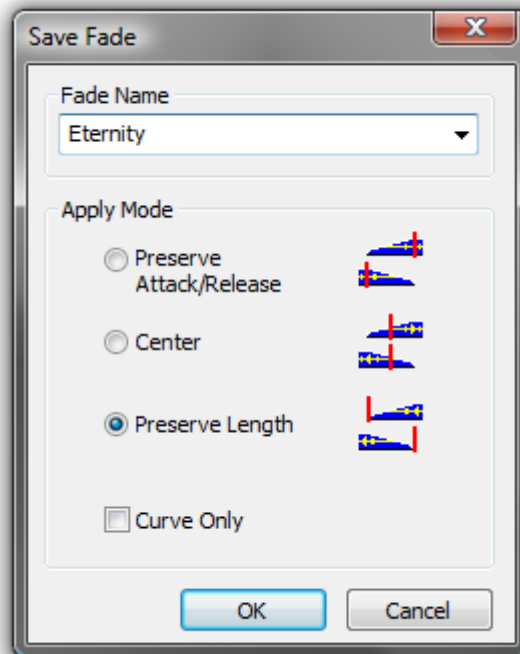 Save Fade
Fade Name
Eternity
Apply Mode
Preserve
Attack/Release
Center
Preserve Length
Curve Only
OK
Cancel